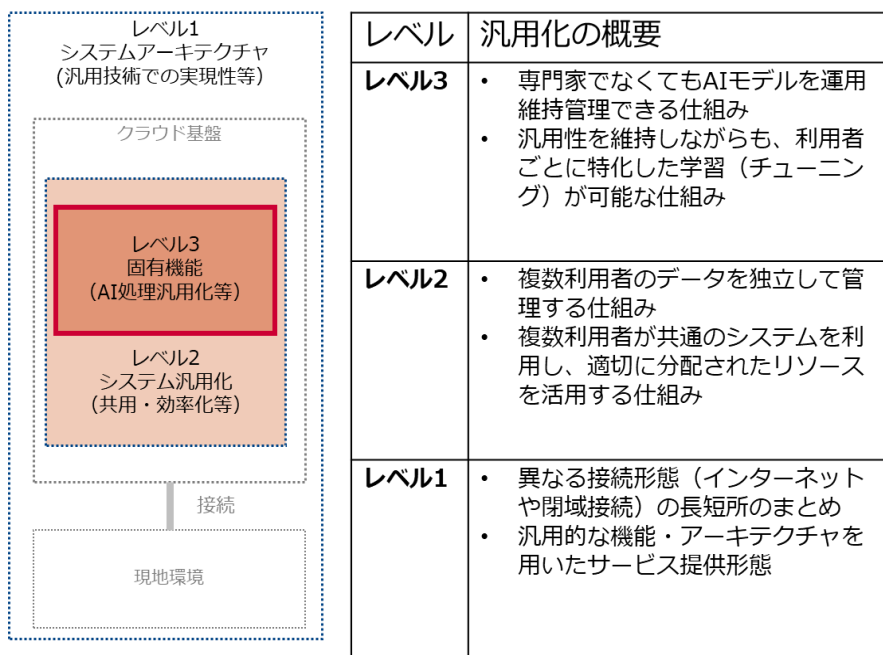 レベル1
システムアーキテクチャ
(汎用技術での実現性等)
クラウド基盤
レベル3
固有機能
(AI処理汎用化等)
レベル2
システム汎用化
(共用・効率化等)
接続
現地環境
レベル 汎用化の概要
レベル3
• 専門家でなくてもAIモデルを運用
維持管理できる仕組み
• 汎用性を維持しながらも、利用者
ごとに特化した学習（チューニン
グ）が可能な仕組み
レベル2
• 複数利用者のデータを独立して管
理する仕組み
• 複数利用者が共通のシステムを利
用し、適切に分配されたリソース
を活用する仕組み
レベル1
• 異なる接続形態（インターネット
や閉域接続）の長短所のまとめ
• 汎用的な機能・アーキテクチャを
用いたサービス提供形態